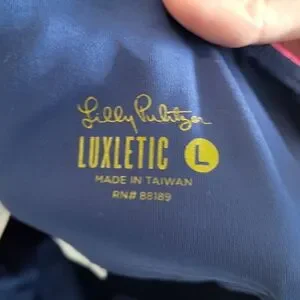 Lilly Pulitzer
LUXLETIC L
MADE IN TAIWAN
RN# 88189